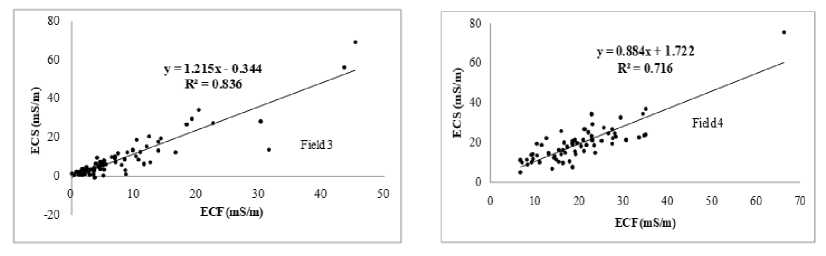 80
60
40
20
0
-20
ECS (mS/m)
y = 1.215x - 0.344
R² = 0.836
Field 3
0 10 20 30 40 50
ECF (mS/m)
80
60
40
20
0
ECS (mS/m)
y = 0.884x + 1.722
R² = 0.716
Field 4
0 10 20 30 40 50 60 70
ECF (mS/m)